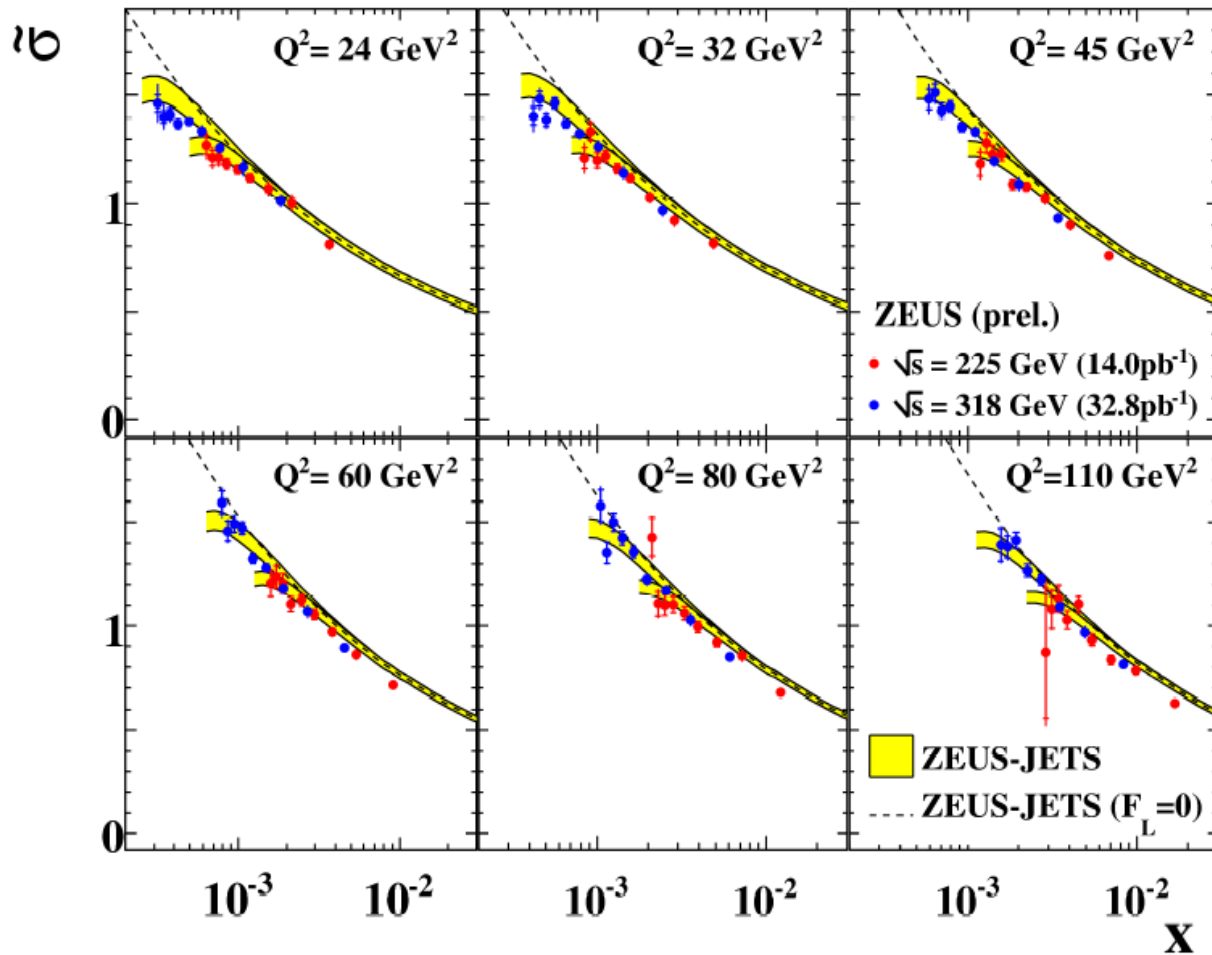 σ̃
Q² = 24 GeV²
Q² = 32 GeV²
Q² = 45 GeV²
1
0
ZEUS (prel.)
√s = 225 GeV (14.0pb⁻¹)
√s = 318 GeV (32.8pb⁻¹)
Q² = 60 GeV²
Q² = 80 GeV²
Q² =110 GeV²
1
0
ZEUS-JETS
ZEUS-JETS (F_L=0)
10⁻³ 10⁻² 10⁻³ 10⁻² 10⁻³ 10⁻²
x